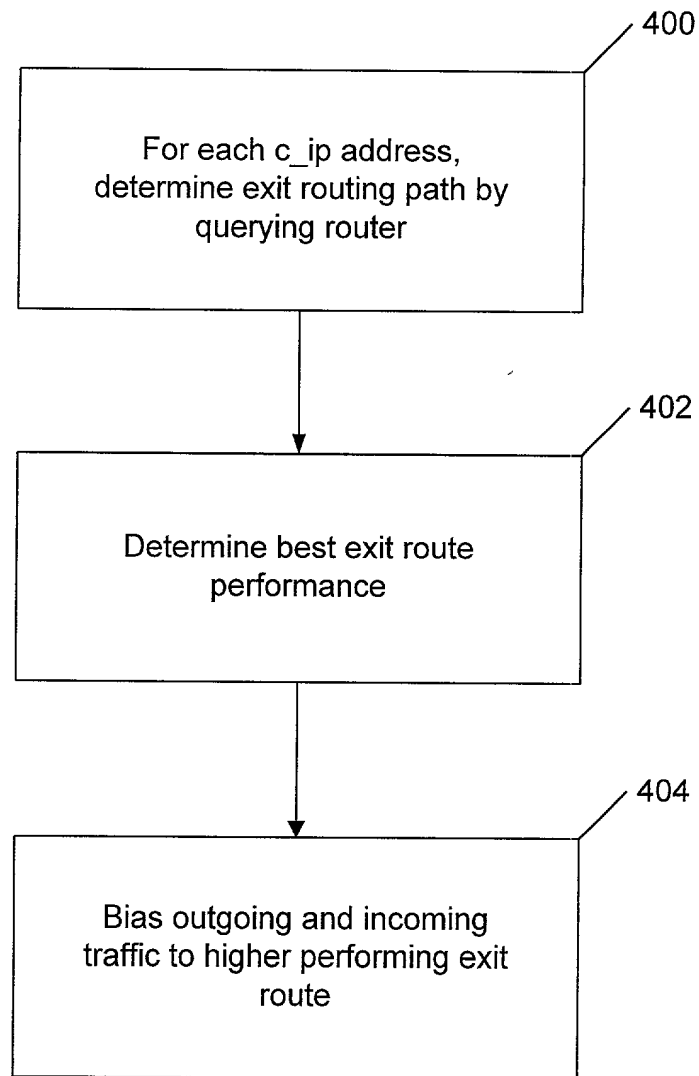 400
For each c_ip address,
determine exit routing path by
querying router
402
Determine best exit route
performance
404
Bias outgoing and incoming
traffic to higher performing exit
route